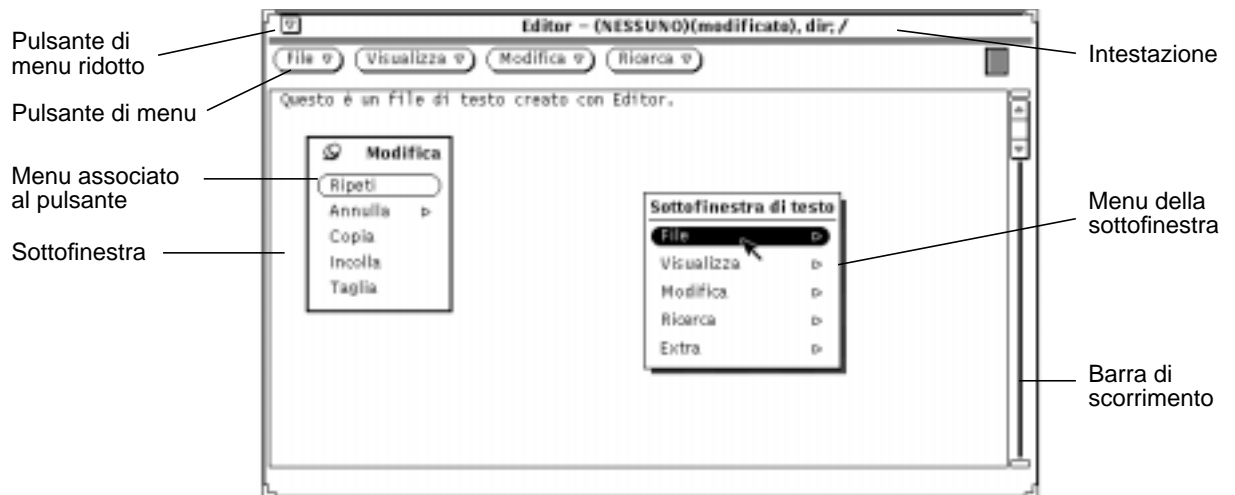 Editor – (NESSUNO)(modificato), dir; /
Pulsante di
menu ridotto
Intestazione
File Visualizza Modifica Ricerca
Pulsante di menu
Questo é un file di testo creato con Editor.
Modifica
Menu associato
al pulsante
Ripeti
Annulla
Copia
Incolla
Taglia
Sottofinestra
Sottofinestra di testo
File
Visualizza
Modifica
Ricerca
Extra
Menu della
sottofinestra
Barra di
scorrimento